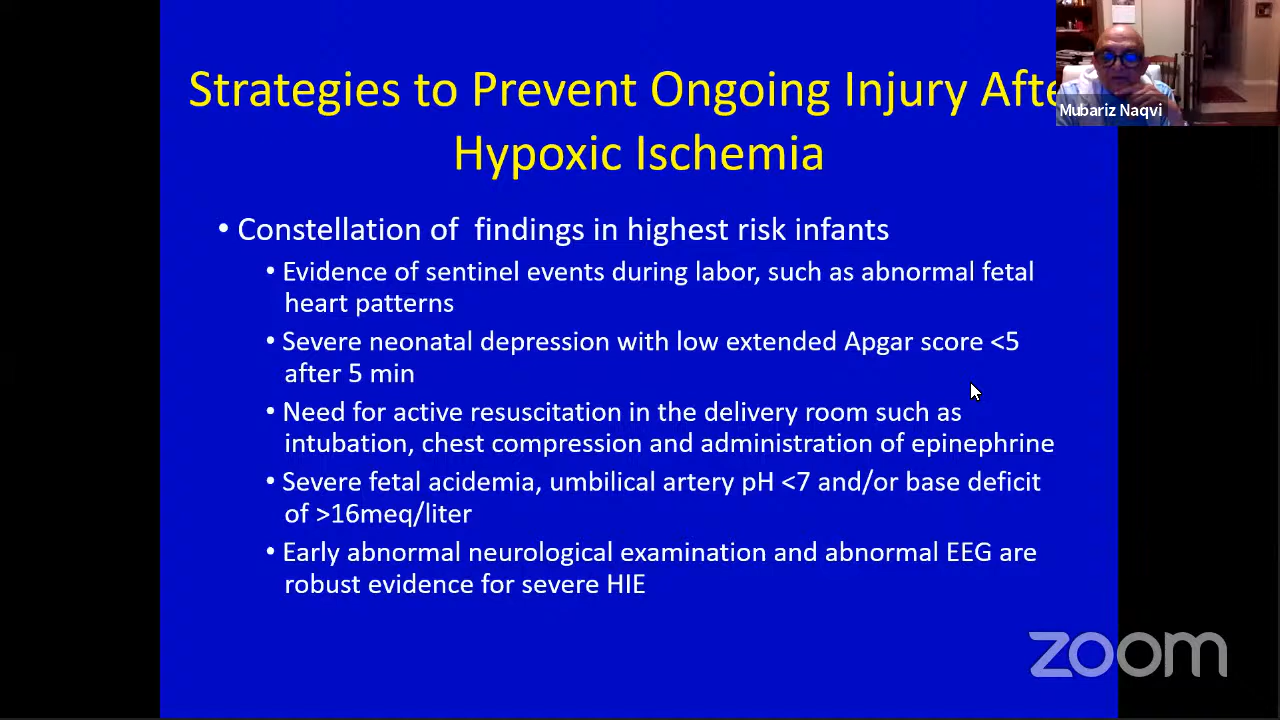 Strategies to Prevent Ongoing Injury Afte
Hypoxic Ischemia
Mubariz Naqvi
• Constellation of  findings in highest risk infants
• Evidence of sentinel events during labor, such as abnormal fetal
heart patterns
• Severe neonatal depression with low extended Apgar score <5
after 5 min
• Need for active resuscitation in the delivery room such as
intubation, chest compression and administration of epinephrine
• Severe fetal acidemia, umbilical artery pH <7 and/or base deficit
of >16meq/liter
• Early abnormal neurological examination and abnormal EEG are
robust evidence for severe HIE
zoom